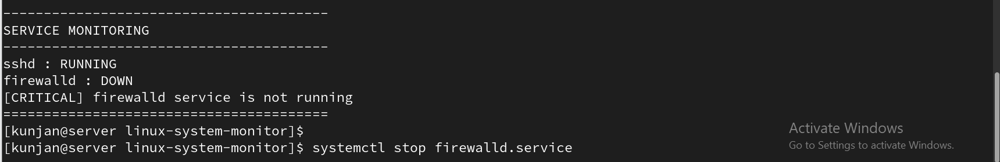 ----------------------------------------
SERVICE MONITORING
----------------------------------------
sshd : RUNNING
firewalld : DOWN
[CRITICAL] firewalld service is not running
========================================
[kunjan@server linux-system-monitor]$
[kunjan@server linux-system-monitor]$ systemctl stop firewalld.service
Activate Windows
Go to Settings to activate Windows.